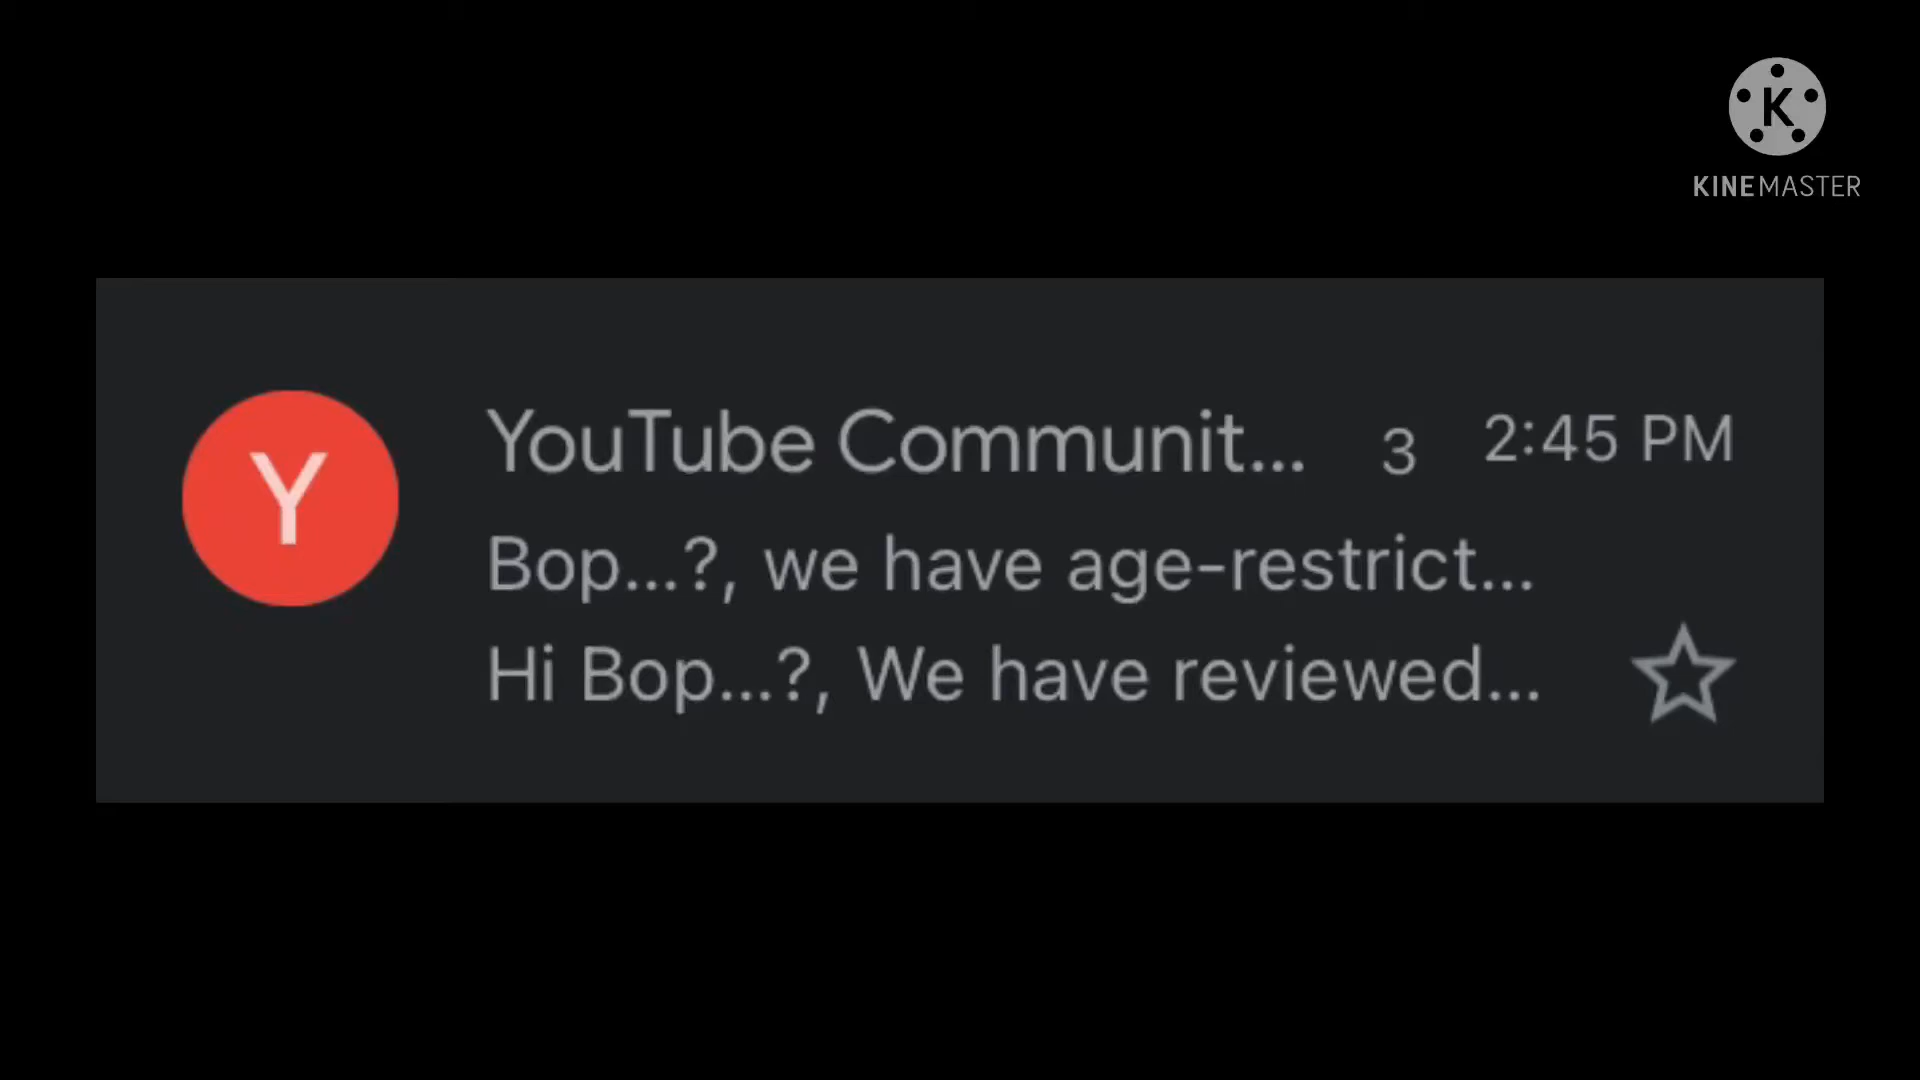 K
KINEMASTER
Y
YouTube Communit... 3 2:45 PM
Bop...?, we have age-restrict...
Hi Bop...?, We have reviewed...